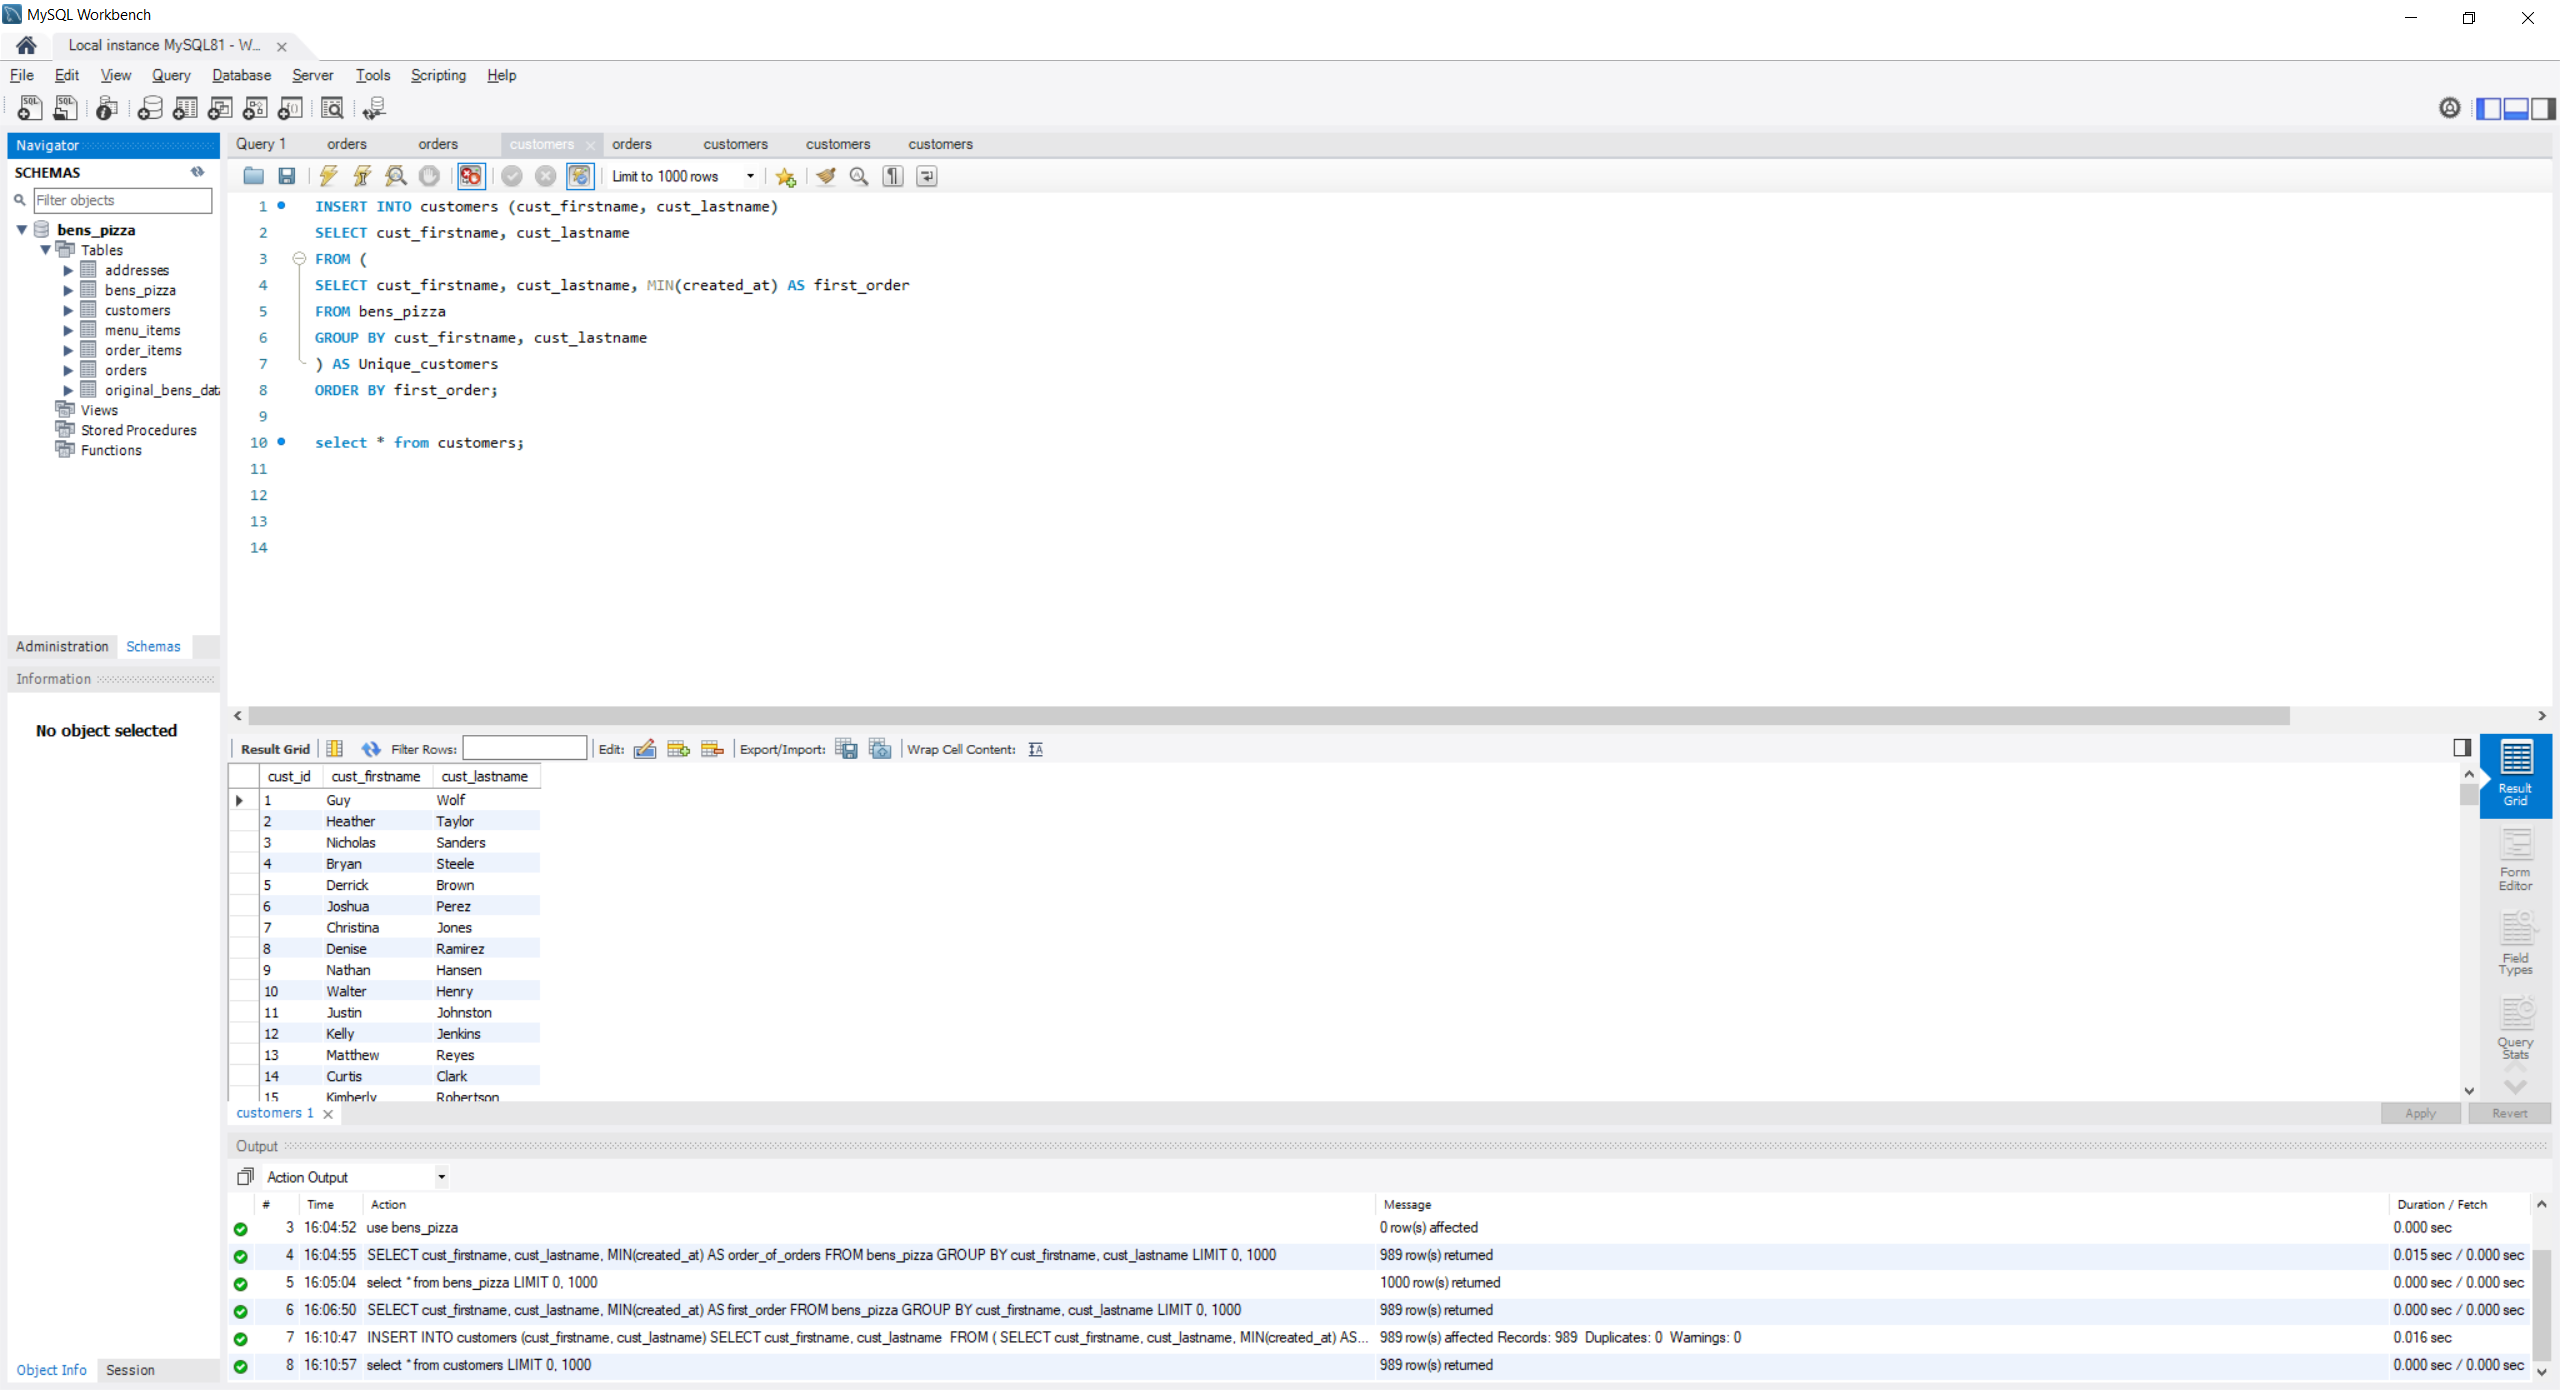 MySQL Workbench
Local instance MySQL81 - W...
File Edit View Query Database Server Tools Scripting Help
Navigator
SCHEMAS
Filter objects
bens_pizza
Tables
addresses
bens_pizza
customers
menu_items
order_items
orders
original_bens_dat
Views
Stored Procedures
Functions
Administration Schemas
Information
No object selected
Object Info Session
Query 1 orders orders customers orders customers customers customers
Limit to 1000 rows
1 INSERT INTO customers (cust_firstname, cust_lastname)
2 SELECT cust_firstname, cust_lastname
3 FROM (
4 SELECT cust_firstname, cust_lastname, MIN(created_at) AS first_order
5 FROM bens_pizza
6 GROUP BY cust_firstname, cust_lastname
7 ) AS Unique_customers
8 ORDER BY first_order;
9
10 select * from customers;
11
12
13
14
Result Grid Filter Rows: Edit: Export/Import: Wrap Cell Content:
cust_id cust_firstname cust_lastname
1 Guy Wolf
2 Heather Taylor
3 Nicholas Sanders
4 Bryan Steele
5 Derrick Brown
6 Joshua Perez
7 Christina Jones
8 Denise Ramirez
9 Nathan Hansen
10 Walter Henry
11 Justin Johnston
12 Kelly Jenkins
13 Matthew Reyes
14 Curtis Clark
15 Kimberly Robertson
Result
Grid
Form
Editor
Field
Types
Query
Stats
customers 1
Apply Revert
Output
Action Output
# Time Action Message Duration / Fetch
3 16:04:52 use bens_pizza 0 row(s) affected 0.000 sec
4 16:04:55 SELECT cust_firstname, cust_lastname, MIN(created_at) AS order_of_orders FROM bens_pizza GROUP BY cust_firstname, cust_lastname LIMIT 0, 1000 989 row(s) returned 0.015 sec / 0.000 sec
5 16:05:04 select * from bens_pizza LIMIT 0, 1000 1000 row(s) returned 0.000 sec / 0.000 sec
6 16:06:50 SELECT cust_firstname, cust_lastname, MIN(created_at) AS first_order FROM bens_pizza GROUP BY cust_firstname, cust_lastname LIMIT 0, 1000 989 row(s) returned 0.000 sec / 0.000 sec
7 16:10:47 INSERT INTO customers (cust_firstname, cust_lastname) SELECT cust_firstname, cust_lastname FROM ( SELECT cust_firstname, cust_lastname, MIN(created_at) AS... 989 row(s) affected Records: 989 Duplicates: 0 Warnings: 0 0.016 sec
8 16:10:57 select * from customers LIMIT 0, 1000 989 row(s) returned 0.000 sec / 0.000 sec